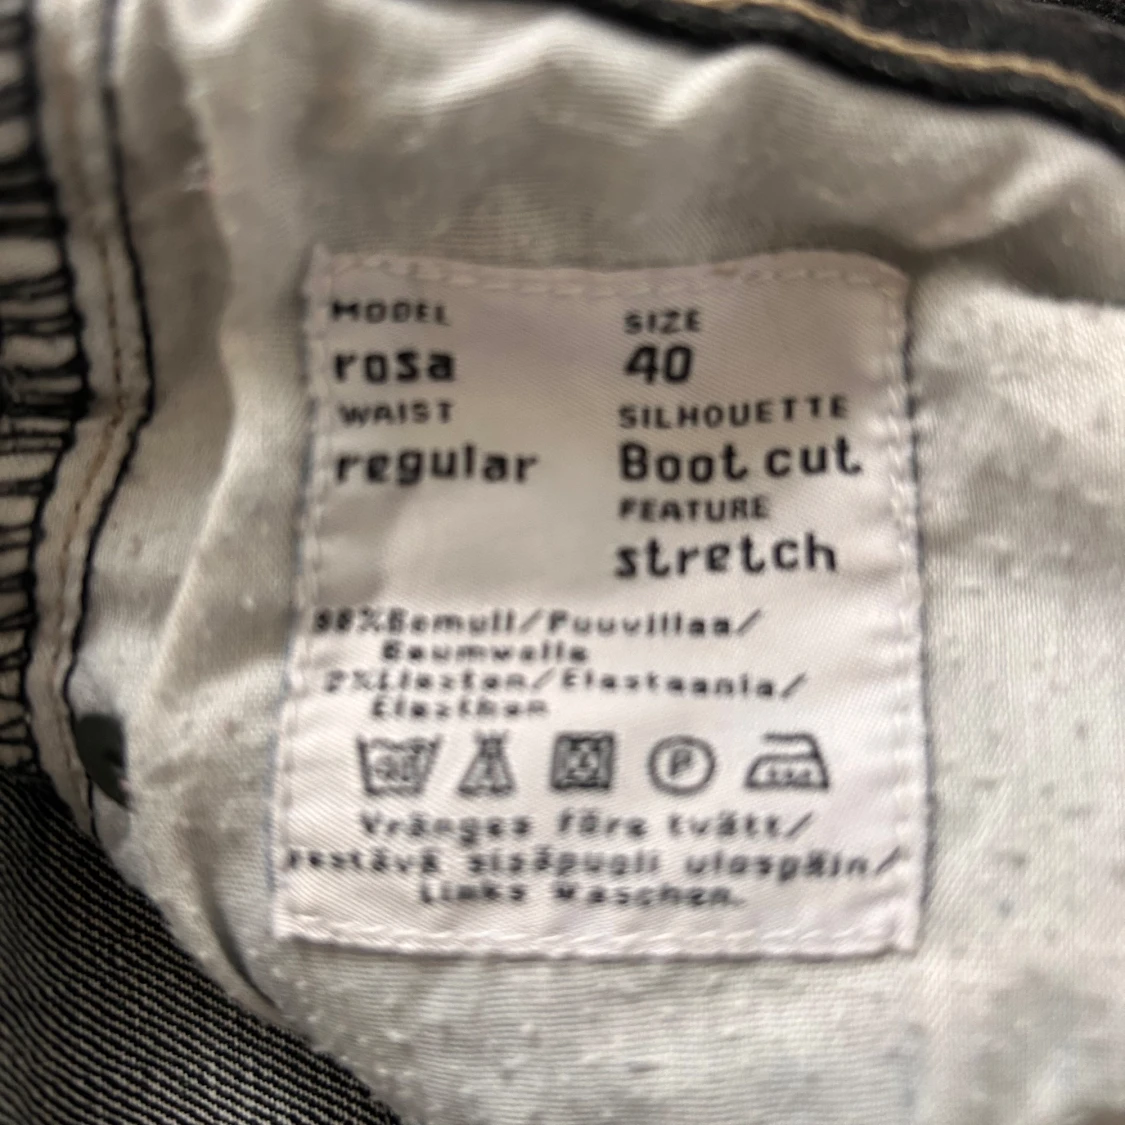 MODEL
rosa
WAIST
regular
SIZE
40
SILHOUETTE
Boot cut
FEATURE
stretch
98%Bomull/Puuvillaa/
Baumwolle
2%Elastan/Elastaania/
Elasthan
P
Vränges före tvätt/
Pestävä sisäpuoli ulospäin/
Links Waschen.